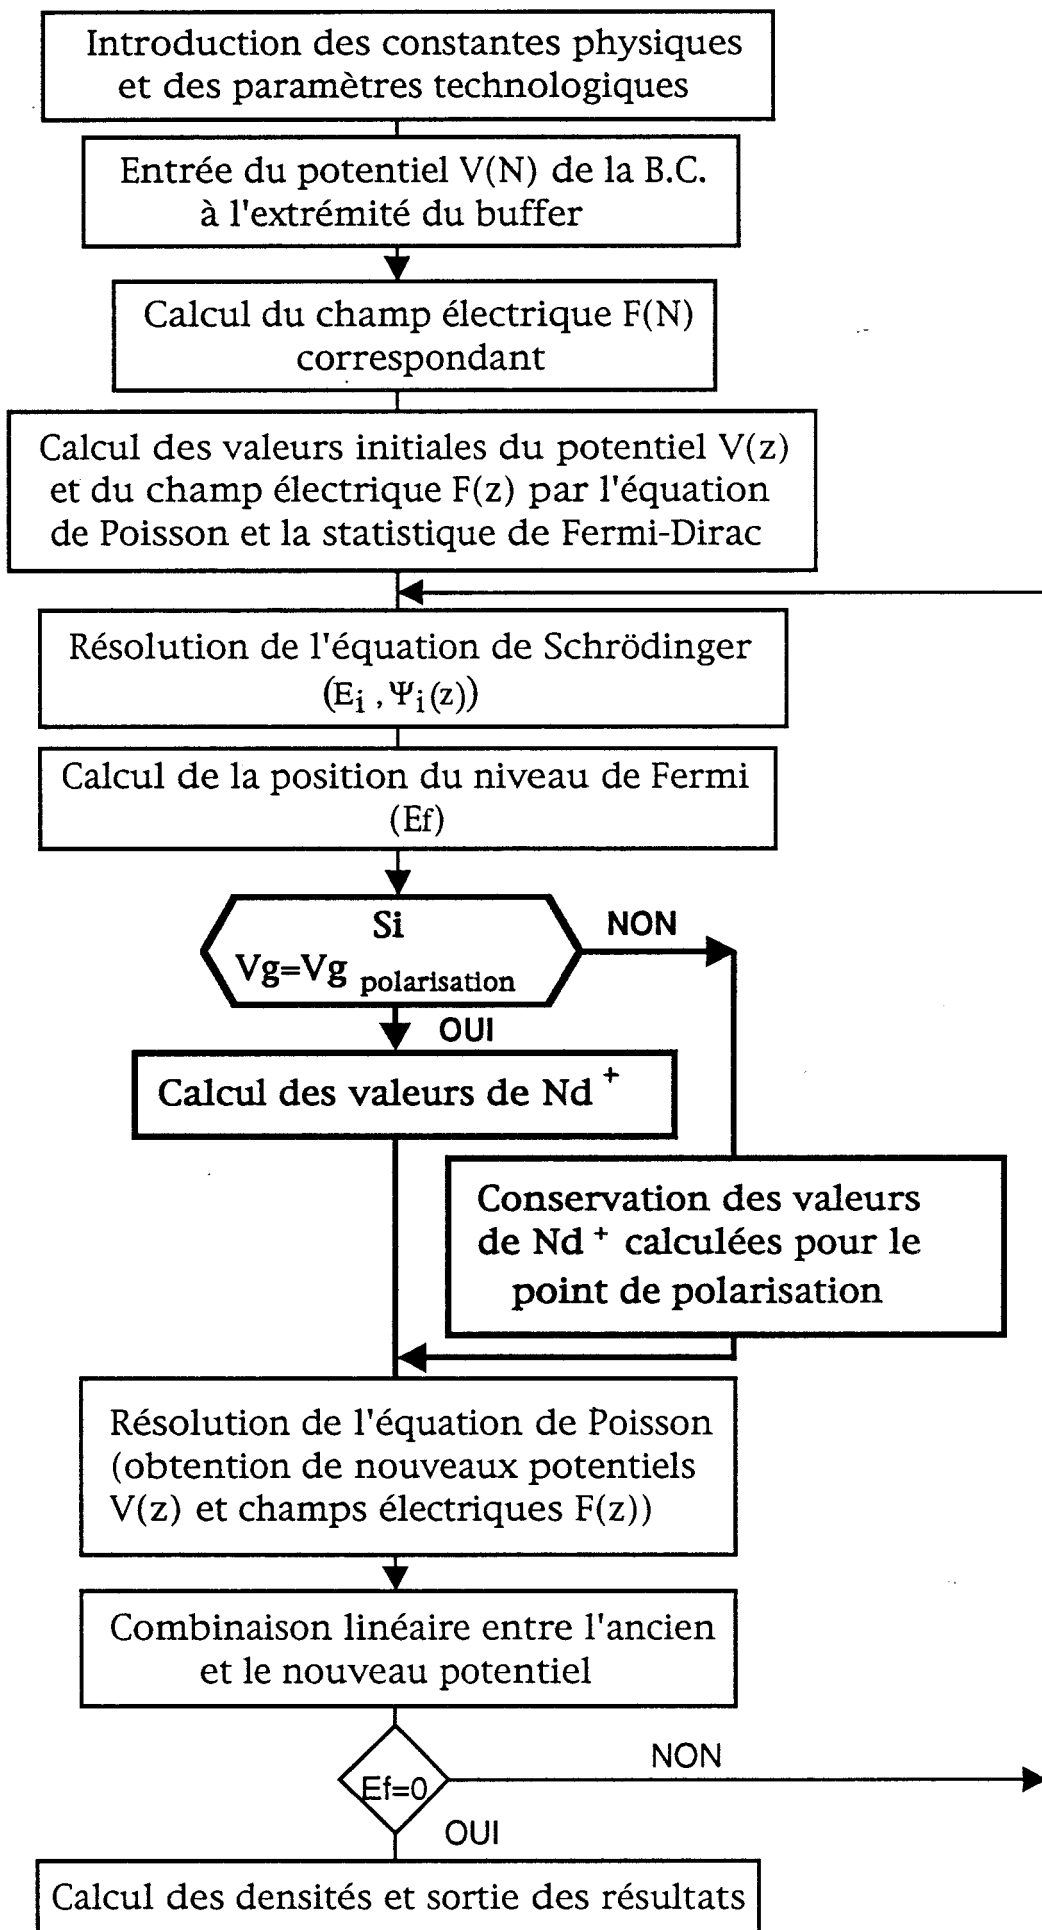 Introduction des constantes physiques
et des paramètres technologiques
Entrée du potentiel V(N) de la B.C.
à l'extrémité du buffer
Calcul du champ électrique F(N)
correspondant
Calcul des valeurs initiales du potentiel V(z)
et du champ électrique F(z) par l'équation
de Poisson et la statistique de Fermi-Dirac
Résolution de l'équation de Schrödinger
(Ei , Ψi(z))
Calcul de la position du niveau de Fermi
(Ef)
Si
Vg=Vg polarisation
NON
OUI
Calcul des valeurs de Nd +
Conservation des valeurs
de Nd + calculées pour le
point de polarisation
Résolution de l'équation de Poisson
(obtention de nouveaux potentiels
V(z) et champs électriques F(z))
Combinaison linéaire entre l'ancien
et le nouveau potentiel
Ef=0
NON
OUI
Calcul des densités et sortie des résultats